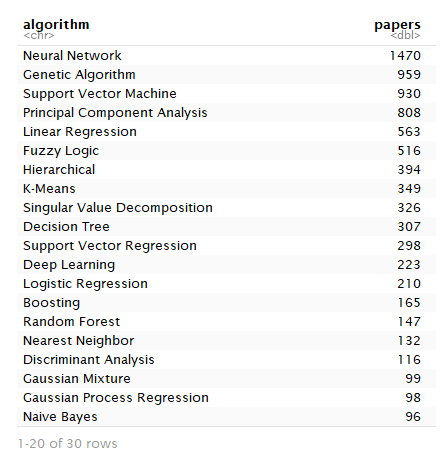 algorithm papers
<chr> <dbl>
Neural Network 1470
Genetic Algorithm 959
Support Vector Machine 930
Principal Component Analysis 808
Linear Regression 563
Fuzzy Logic 516
Hierarchical 394
K-Means 349
Singular Value Decomposition 326
Decision Tree 307
Support Vector Regression 298
Deep Learning 223
Logistic Regression 210
Boosting 165
Random Forest 147
Nearest Neighbor 132
Discriminant Analysis 116
Gaussian Mixture 99
Gaussian Process Regression 98
Naive Bayes 96
1-20 of 30 rows